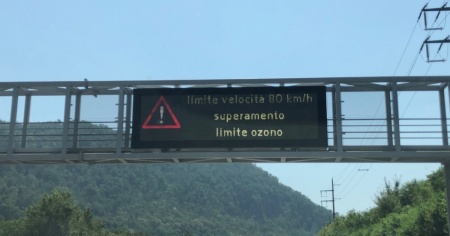 limite velocità 80 km/h
superamento
limite ozono